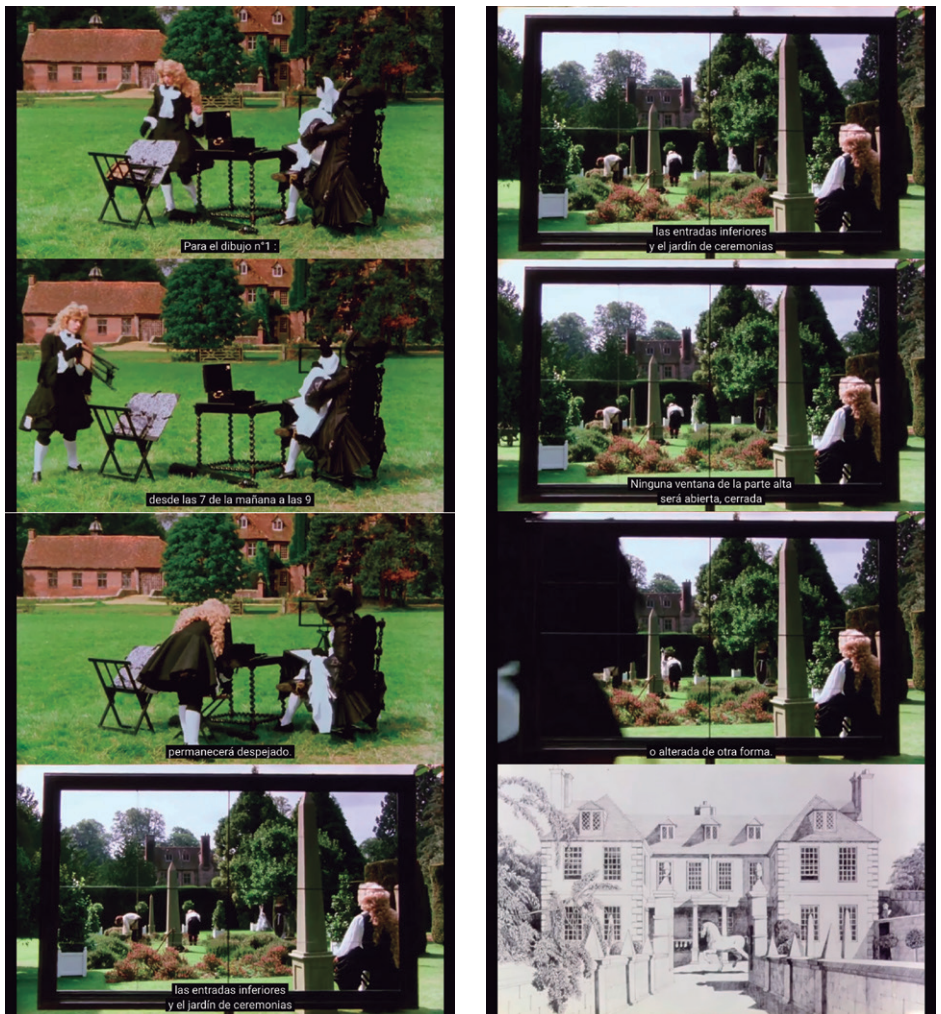 Para el dibujo n°1 :
desde las 7 de la mañana a las 9
permanecerá despejado.
las entradas inferiores
y el jardín de ceremonias
las entradas inferiores
y el jardín de ceremonias
Ninguna ventana de la parte alta
será abierta, cerrada
o alterada de otra forma.